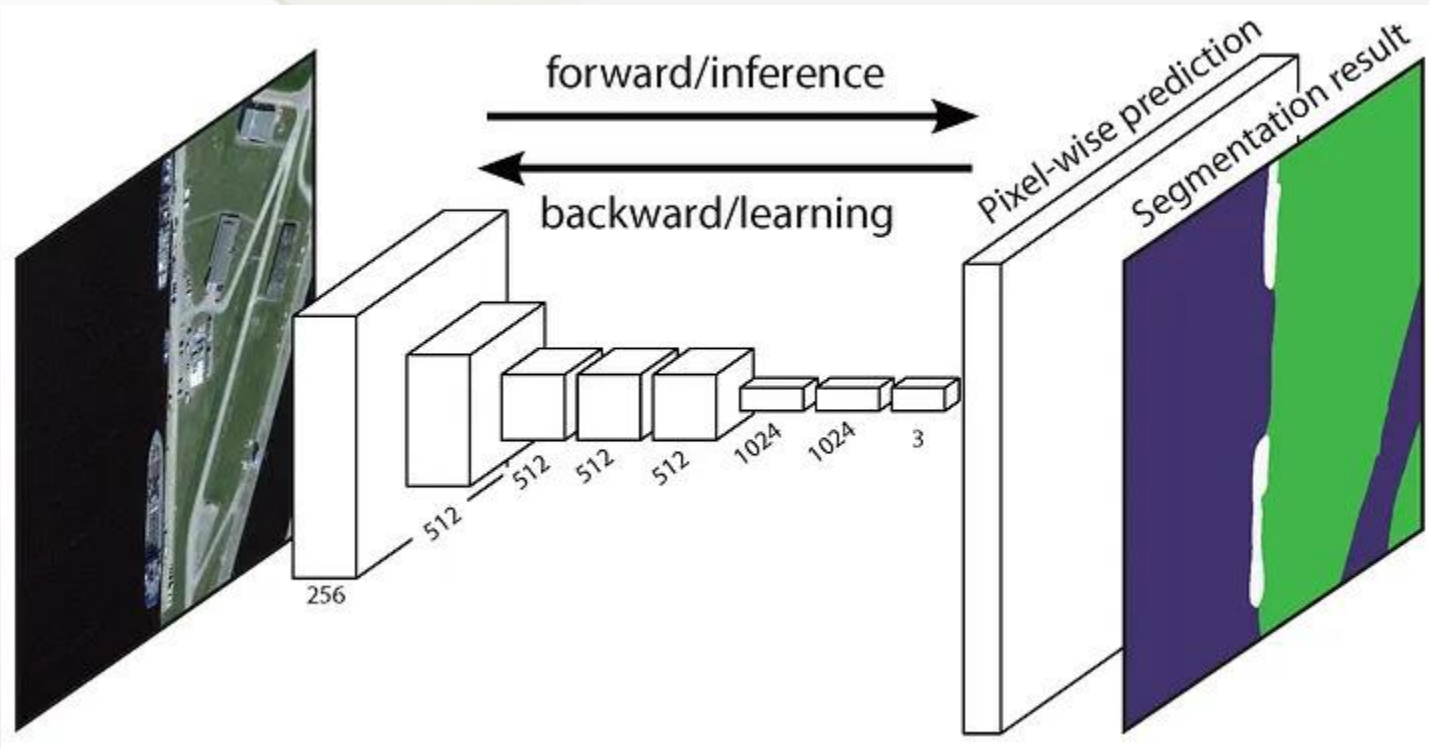 forward/inference
backward/learning
Pixel-wise prediction
Segmentation result
256
512
512
512
512
1024
1024
3